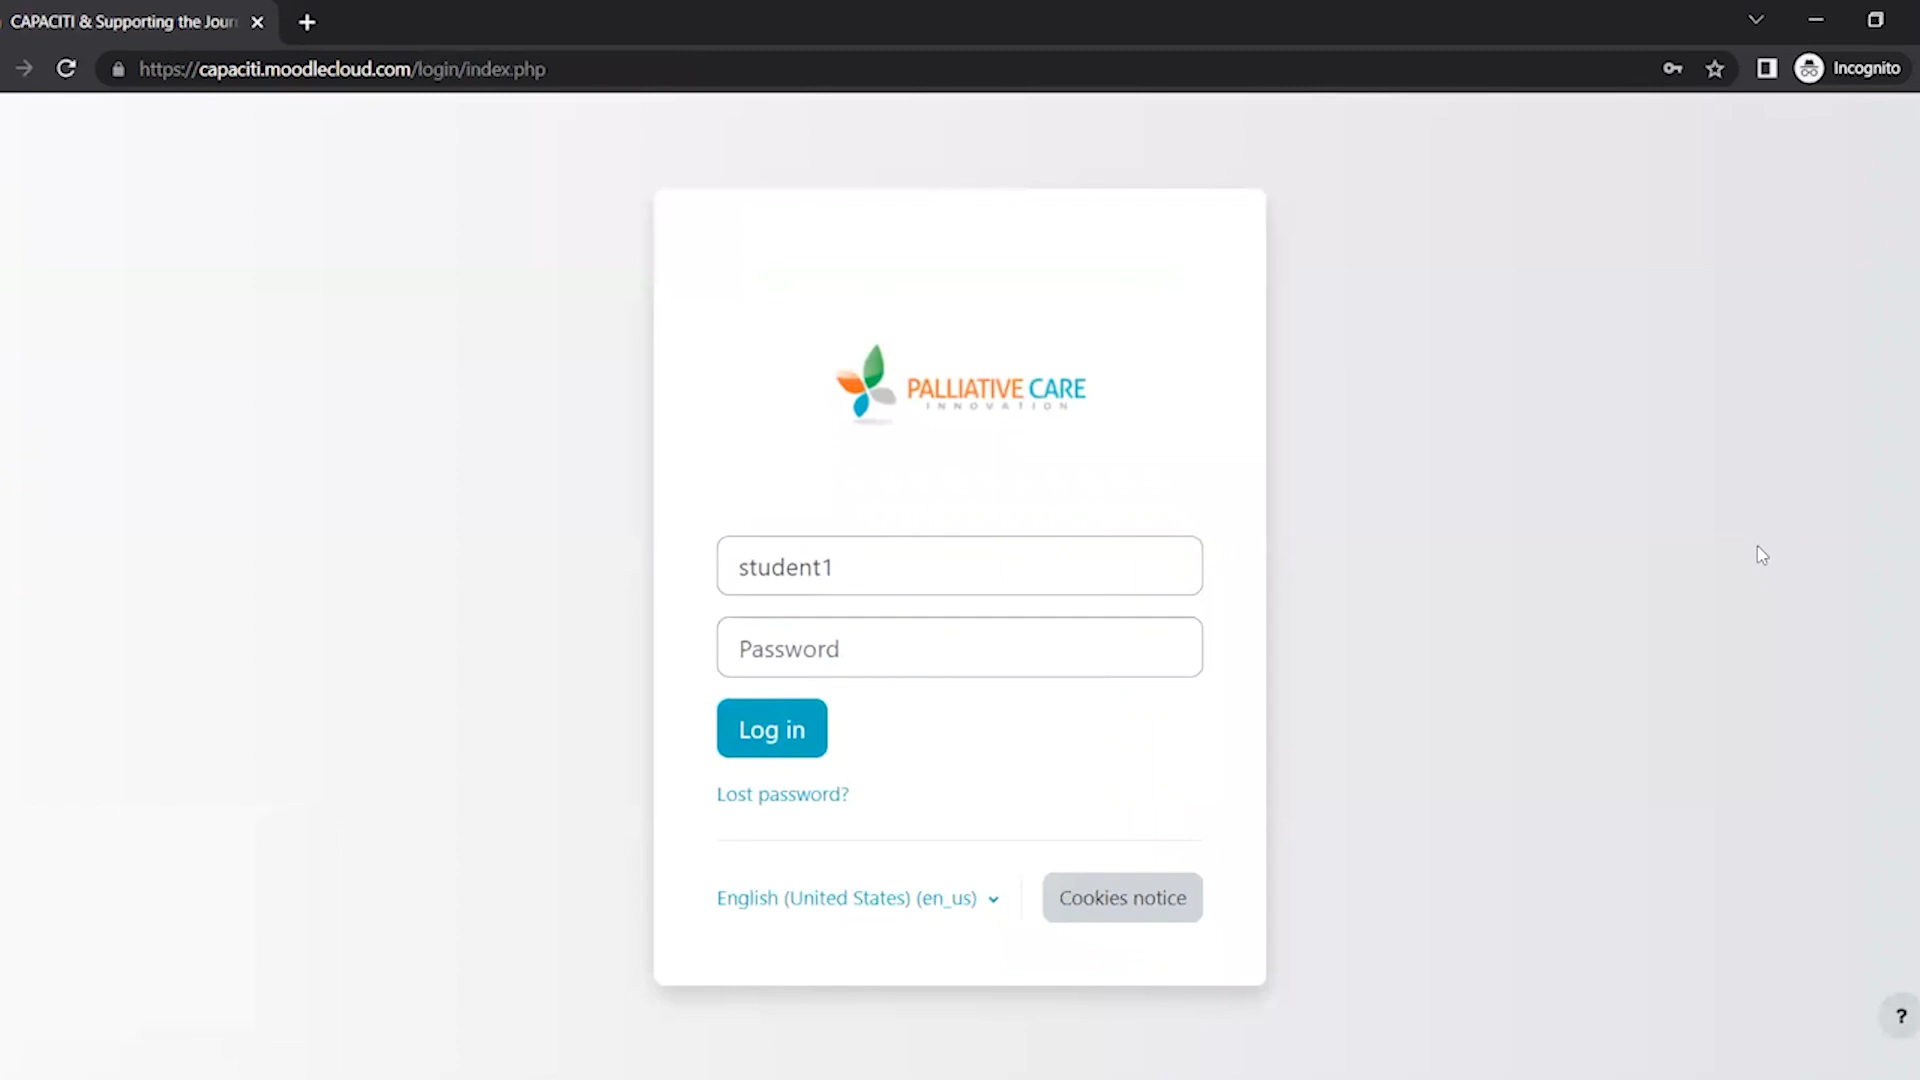 CAPACITI & Supporting the Jour
https://capaciti.moodlecloud.com/login/index.php
Incognito
PALLIATIVE CARE
INNOVATION
student1
Password
Log in
Lost password?
English (United States) (en_us)
Cookies notice
?